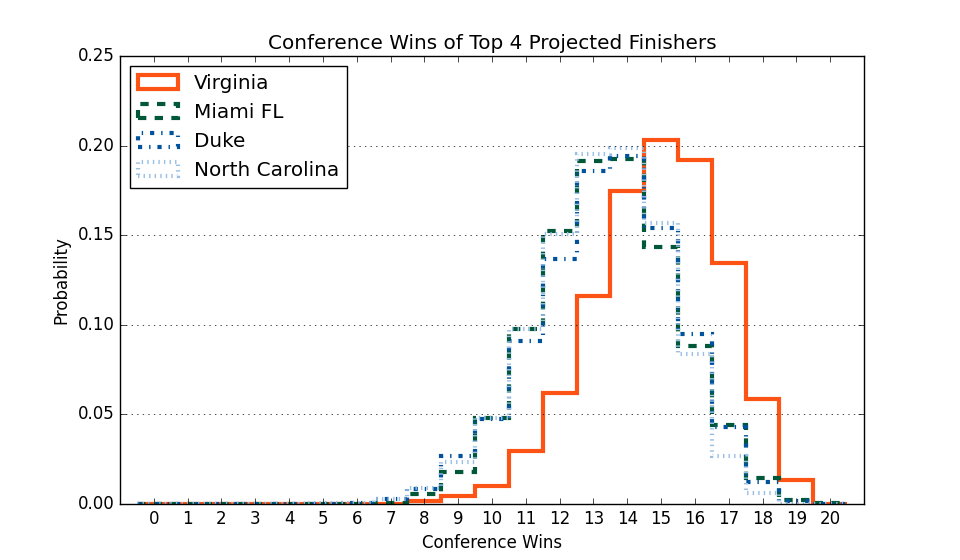 Conference Wins of Top 4 Projected Finishers
0.25
0.20
0.15
0.10
0.05
0.00
Probability
Virginia
Miami FL
Duke
North Carolina
0 1 2 3 4 5 6 7 8 9 10 11 12 13 14 15 16 17 18 19 20
Conference Wins